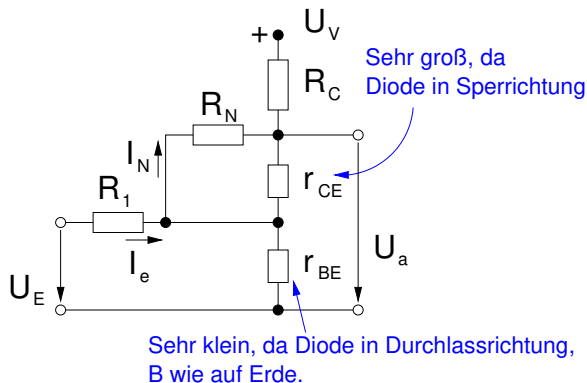 + U_V
Sehr groß, da
Diode in Sperrichtung
R_C
R_N
I_N
r_CE
R_1
I_e
U_a
r_BE
U_E
Sehr klein, da Diode in Durchlassrichtung,
B wie auf Erde.